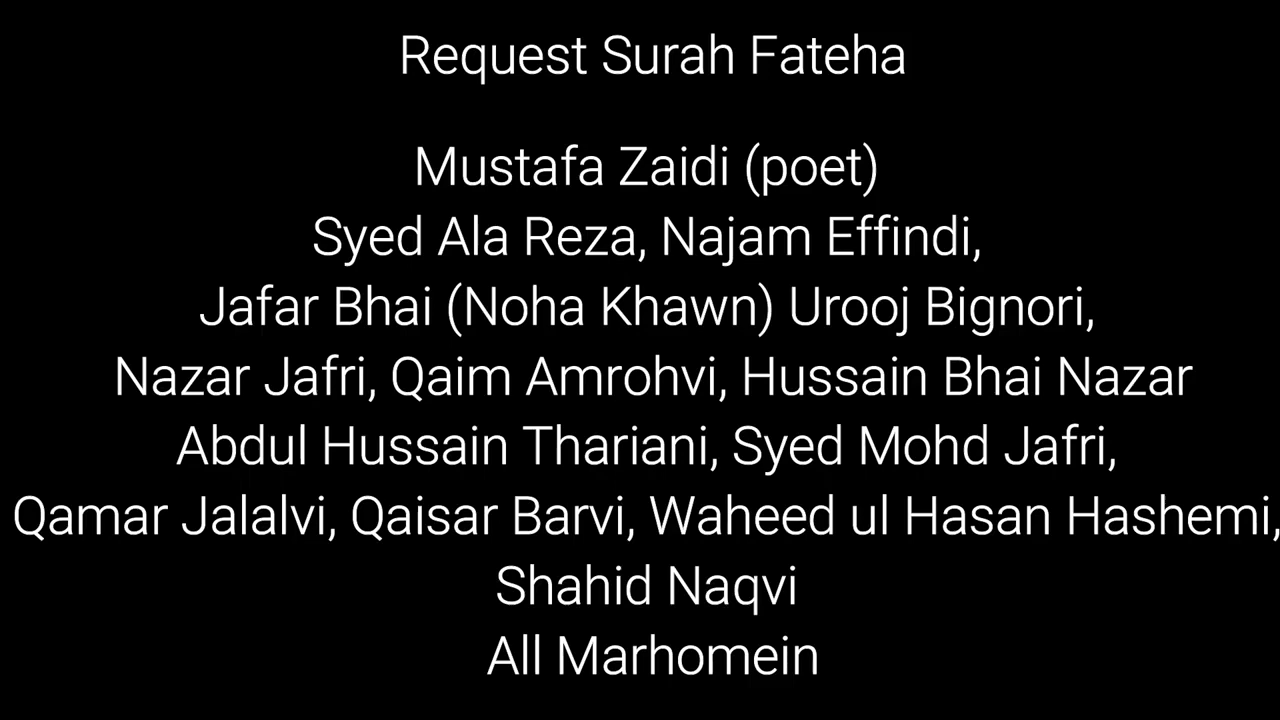 Request Surah Fateha
Mustafa Zaidi (poet)
Syed Ala Reza, Najam Effindi,
Jafar Bhai (Noha Khawn) Urooj Bignori,
Nazar Jafri, Qaim Amrohvi, Hussain Bhai Nazar
Abdul Hussain Thariani, Syed Mohd Jafri,
Qamar Jalalvi, Qaisar Barvi, Waheed ul Hasan Hashemi,
Shahid Naqvi
All Marhomein